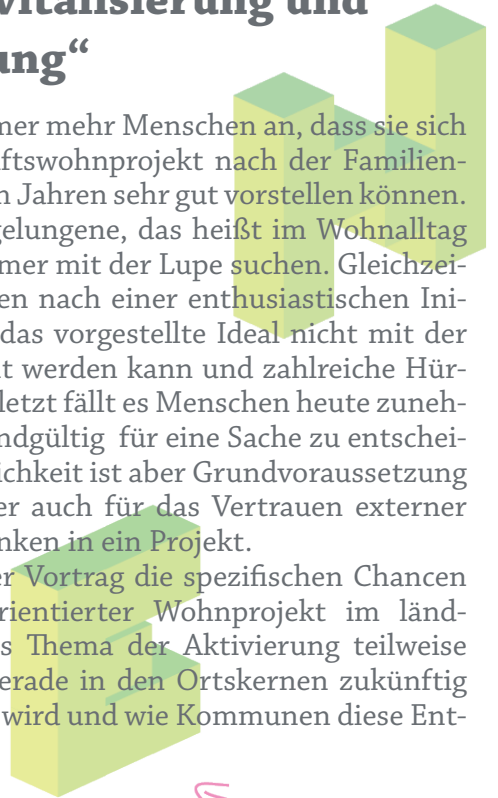 vitalisierung und
ung“
mer mehr Menschen an, dass sie sich
ftswohnprojekt nach der Familien-
n Jahren sehr gut vorstellen können.
gelungene, das heißt im Wohnalltag
mer mit der Lupe suchen. Gleichzei-
en nach einer enthusiastischen Ini-
das vorgestellte Ideal nicht mit der
t werden kann und zahlreiche Hür-
letzt fällt es Menschen heute zuneh-
ndgültig für eine Sache zu entschei-
lichkeit ist aber Grundvoraussetzung
er auch für das Vertrauen externer
nken in ein Projekt.
er Vortrag die spezifischen Chancen
rientierter Wohnprojekt im länd-
s Thema der Aktivierung teilweise
erade in den Ortskernen zukünftig
wird und wie Kommunen diese Ent-